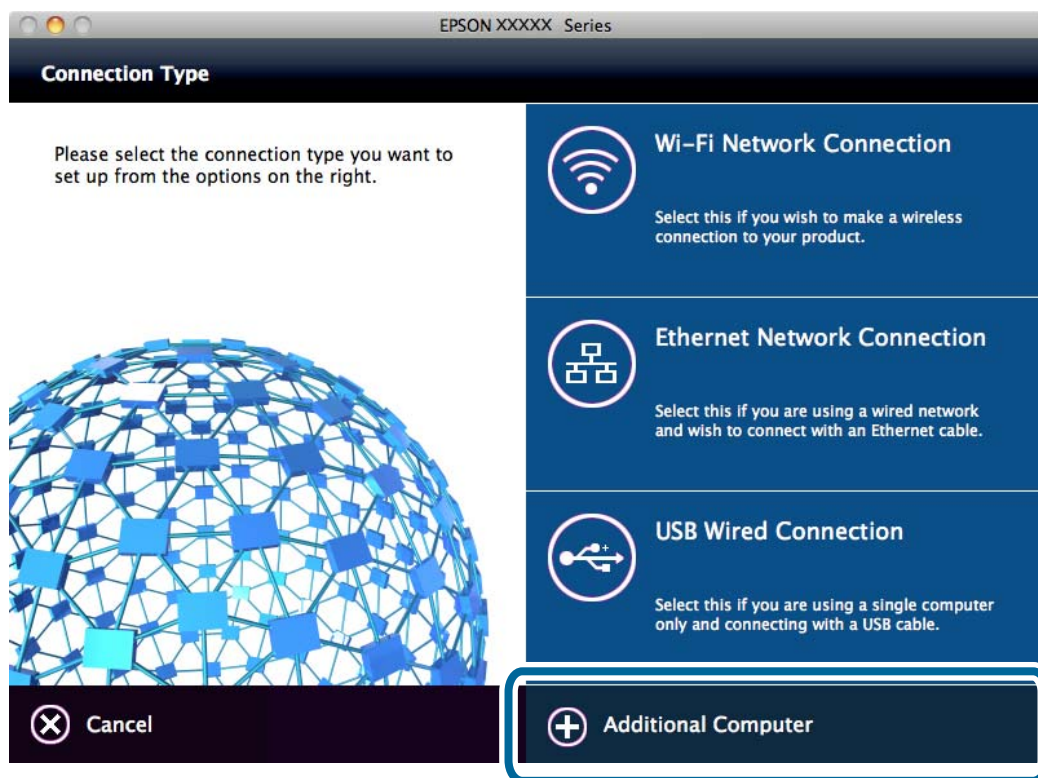 EPSON XXXXX Series
Connection Type
Please select the connection type you want to
set up from the options on the right.
Wi-Fi Network Connection
Select this if you wish to make a wireless
connection to your product.
Ethernet Network Connection
Select this if you are using a wired network
and wish to connect with an Ethernet cable.
USB Wired Connection
Select this if you are using a single computer
only and connecting with a USB cable.
Cancel
Additional Computer